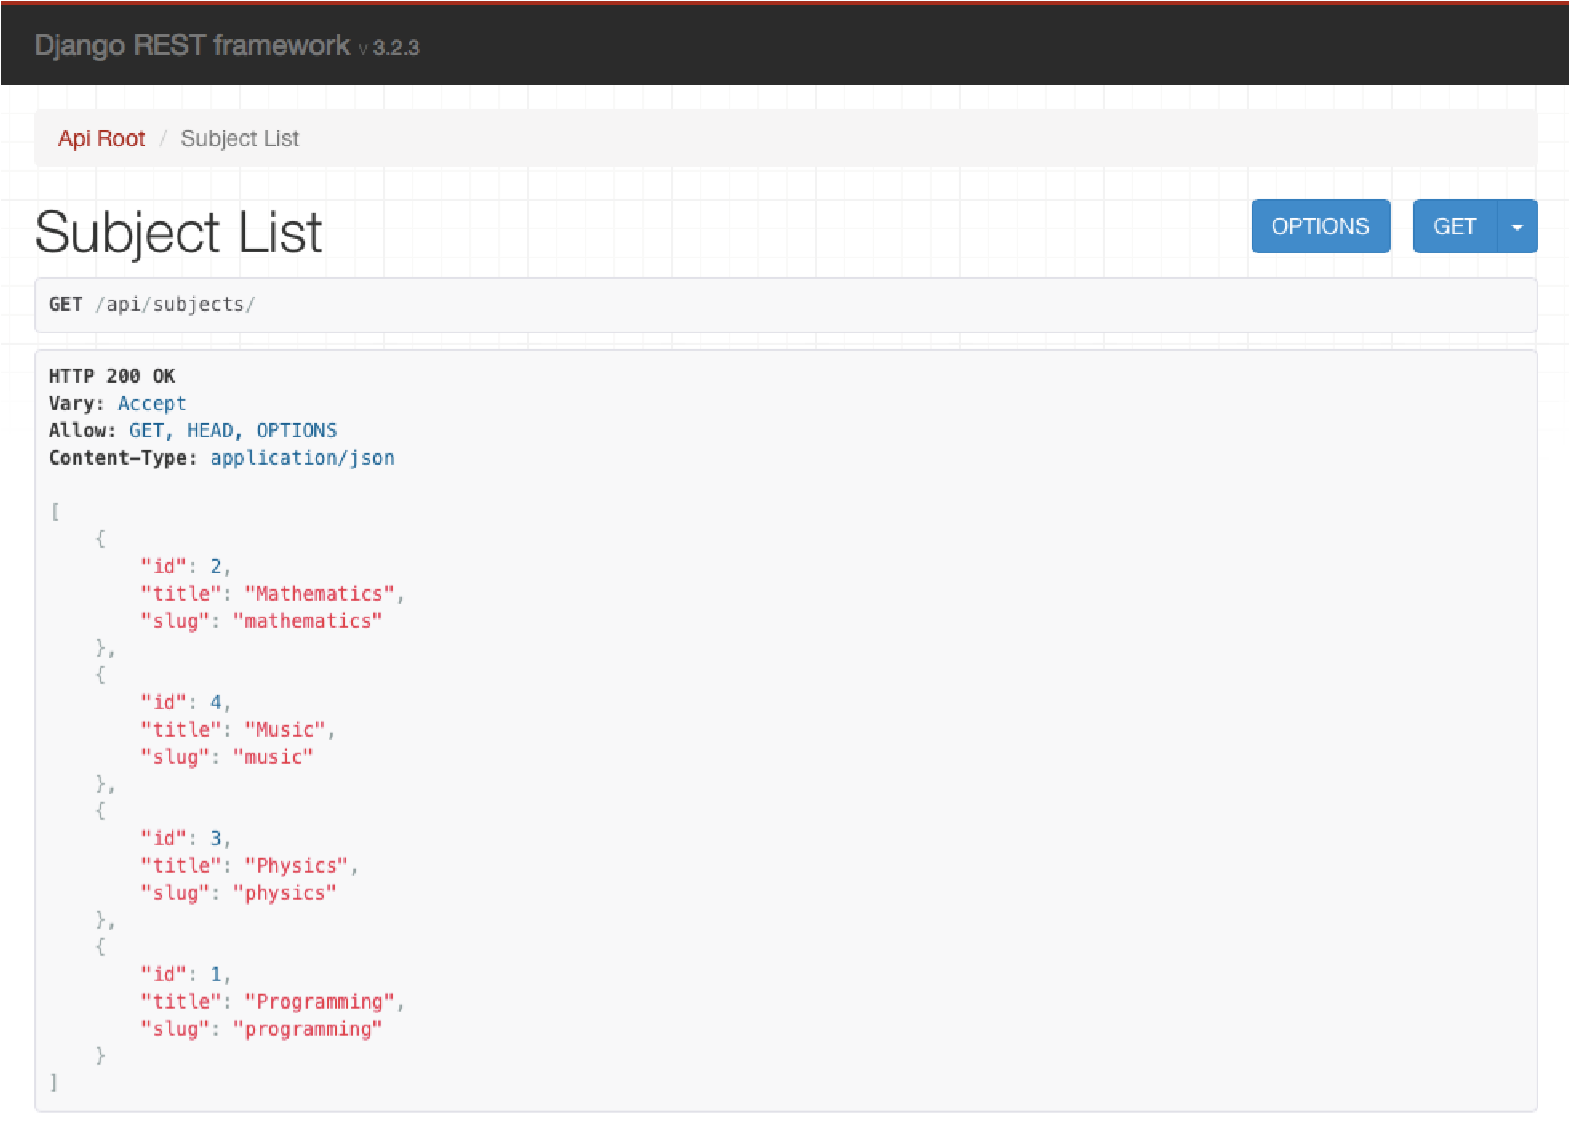 Django REST framework v 3.2.3
Api Root / Subject List
Subject List
OPTIONS GET
GET /api/subjects/
HTTP 200 OK
Vary: Accept
Allow: GET, HEAD, OPTIONS
Content-Type: application/json
[
    {
        "id": 2,
        "title": "Mathematics",
        "slug": "mathematics"
    },
    {
        "id": 4,
        "title": "Music",
        "slug": "music"
    },
    {
        "id": 3,
        "title": "Physics",
        "slug": "physics"
    },
    {
        "id": 1,
        "title": "Programming",
        "slug": "programming"
    }
]